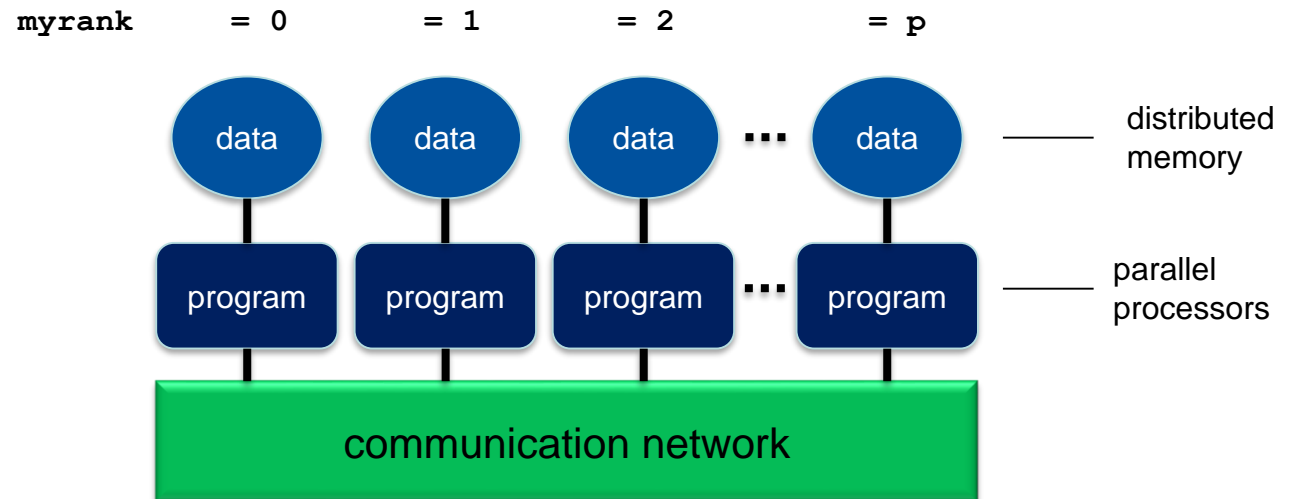 myrank = 0 = 1 = 2 = p
data data data ... data
distributed
memory
program program program ... program
parallel
processors
communication network